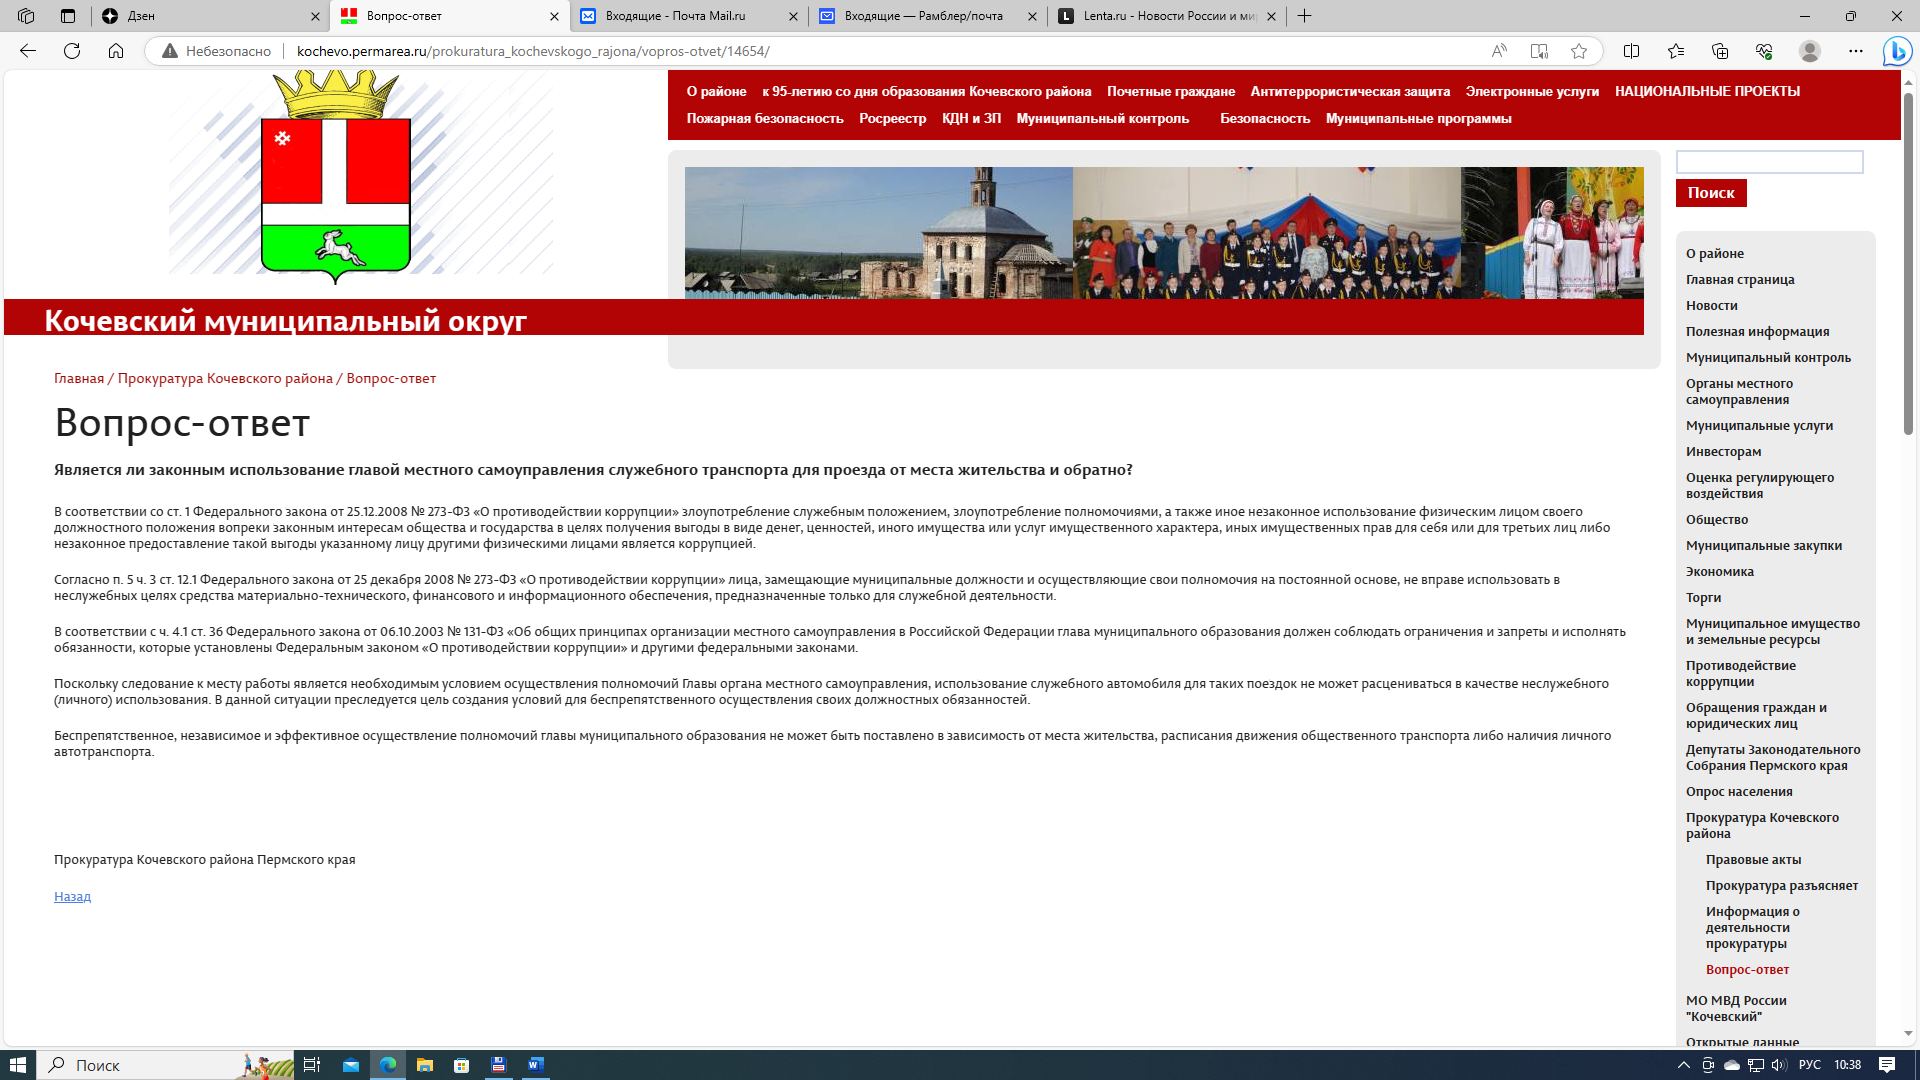 Дзен
Вопрос-ответ
Входящие - Почта Mail.ru
Входящие — Рамблер/почта
Lenta.ru - Новости России и ми
Небезопасно
kochevo.permarea.ru/prokuratura_kochevskogo_rajona/vopros-otvet/14654/
О районе к 95-летию со дня образования Кочевского района Почетные граждане Антитеррористическая защита Электронные услуги НАЦИОНАЛЬНЫЕ ПРОЕКТЫ
Пожарная безопасность Росреестр КДН и ЗП Муниципальный контроль Безопасность Муниципальные программы
Кочевский муниципальный округ
Главная / Прокуратура Кочевского района / Вопрос-ответ
Вопрос-ответ
Является ли законным использование главой местного самоуправления служебного транспорта для проезда от места жительства и обратно?
В соответствии со ст. 1 Федерального закона от 25.12.2008 № 273-ФЗ «О противодействии коррупции» злоупотребление служебным положением, злоупотребление полномочиями, а также иное незаконное использование физическим лицом своего
должностного положения вопреки законным интересам общества и государства в целях получения выгоды в виде денег, ценностей, иного имущества или услуг имущественного характера, иных имущественных прав для себя или для третьих лиц либо
незаконное предоставление такой выгоды указанному лицу другими физическими лицами является коррупцией.
Согласно п. 5 ч. 3 ст. 12.1 Федерального закона от 25 декабря 2008 № 273-ФЗ «О противодействии коррупции» лица, замещающие муниципальные должности и осуществляющие свои полномочия на постоянной основе, не вправе использовать в
неслужебных целях средства материально-технического, финансового и информационного обеспечения, предназначенные только для служебной деятельности.
В соответствии с ч. 4.1 ст. 36 Федерального закона от 06.10.2003 № 131-ФЗ «Об общих принципах организации местного самоуправления в Российской Федерации глава муниципального образования должен соблюдать ограничения и запреты и исполнять
обязанности, которые установлены Федеральным законом «О противодействии коррупции» и другими федеральными законами.
Поскольку следование к месту работы является необходимым условием осуществления полномочий Главы органа местного самоуправления, использование служебного автомобиля для таких поездок не может расцениваться в качестве неслужебного
(личного) использования. В данной ситуации преследуется цель создания условий для беспрепятственного осуществления своих должностных обязанностей.
Беспрепятственное, независимое и эффективное осуществление полномочий главы муниципального образования не может быть поставлено в зависимость от места жительства, расписания движения общественного транспорта либо наличия личного
автотранспорта.
Прокуратура Кочевского района Пермского края
Назад
Поиск
О районе
Главная страница
Новости
Полезная информация
Муниципальный контроль
Органы местного
самоуправления
Муниципальные услуги
Инвесторам
Оценка регулирующего
воздействия
Общество
Муниципальные закупки
Экономика
Торги
Муниципальное имущество
и земельные ресурсы
Противодействие
коррупции
Обращения граждан и
юридических лиц
Депутаты Законодательного
Собрания Пермского края
Опрос населения
Прокуратура Кочевского
района
Правовые акты
Прокуратура разъясняет
Информация о
деятельности
прокуратуры
Вопрос-ответ
МО МВД России
"Кочевский"
Открытые данные
Поиск
РУС
10:38